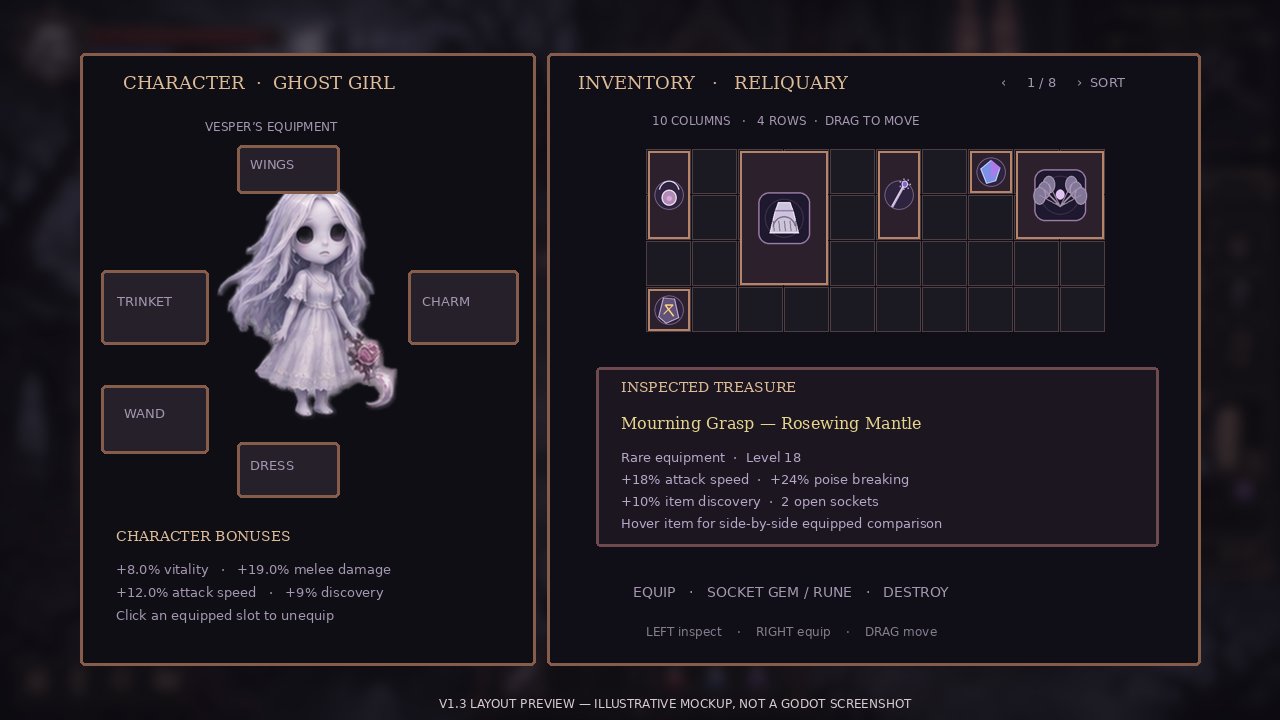 CHARACTER · GHOST GIRL
VESPER'S EQUIPMENT
WINGS
TRINKET
CHARM
WAND
DRESS
CHARACTER BONUSES
+8.0% vitality · +19.0% melee damage
+12.0% attack speed · +9% discovery
Click an equipped slot to unequip
INVENTORY · RELIQUARY
‹ 1 / 8 › SORT
10 COLUMNS · 4 ROWS · DRAG TO MOVE
INSPECTED TREASURE
Mourning Grasp — Rosewing Mantle
Rare equipment · Level 18
+18% attack speed · +24% poise breaking
+10% item discovery · 2 open sockets
Hover item for side-by-side equipped comparison
EQUIP · SOCKET GEM / RUNE · DESTROY
LEFT inspect · RIGHT equip · DRAG move
V1.3 LAYOUT PREVIEW — ILLUSTRATIVE MOCKUP, NOT A GODOT SCREENSHOT